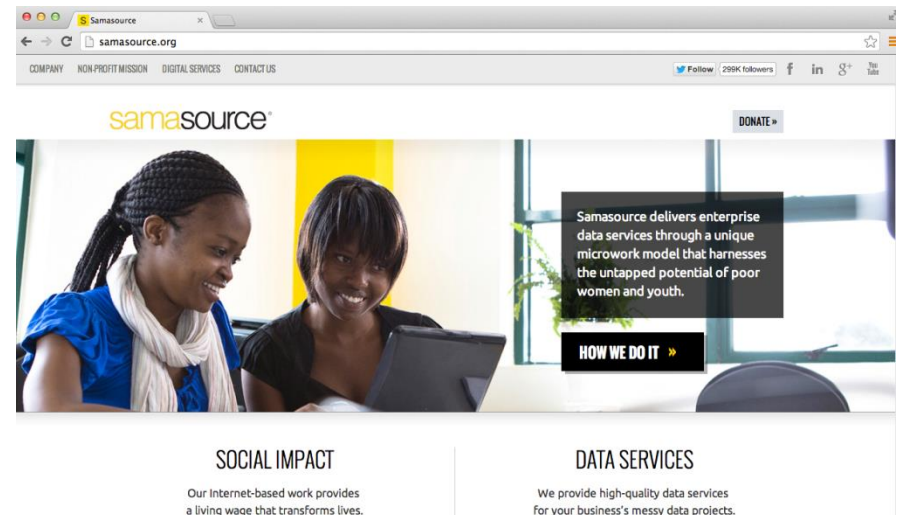 S Samasource
samasource.org
COMPANY NON-PROFIT MISSION DIGITAL SERVICES CONTACT US
Follow 299K followers f in g+ You Tube
samasource
DONATE »
Samasource delivers enterprise
data services through a unique
microwork model that harnesses
the untapped potential of poor
women and youth.
HOW WE DO IT »
SOCIAL IMPACT
Our Internet-based work provides
a living wage that transforms lives.
DATA SERVICES
We provide high-quality data services
for your business's messy data projects.